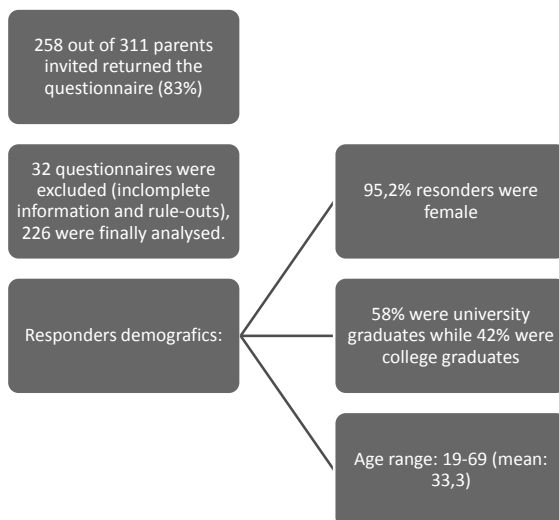 258 out of 311 parents
invited returned the
questionnaire (83%)
32 questionnaires were
excluded (inclomplete
information and rule-outs),
226 were finally analysed.
Responders demografics:
95,2% resonders were
female
58% were university
graduates while 42% were
college graduates
Age range: 19-69 (mean:
33,3)